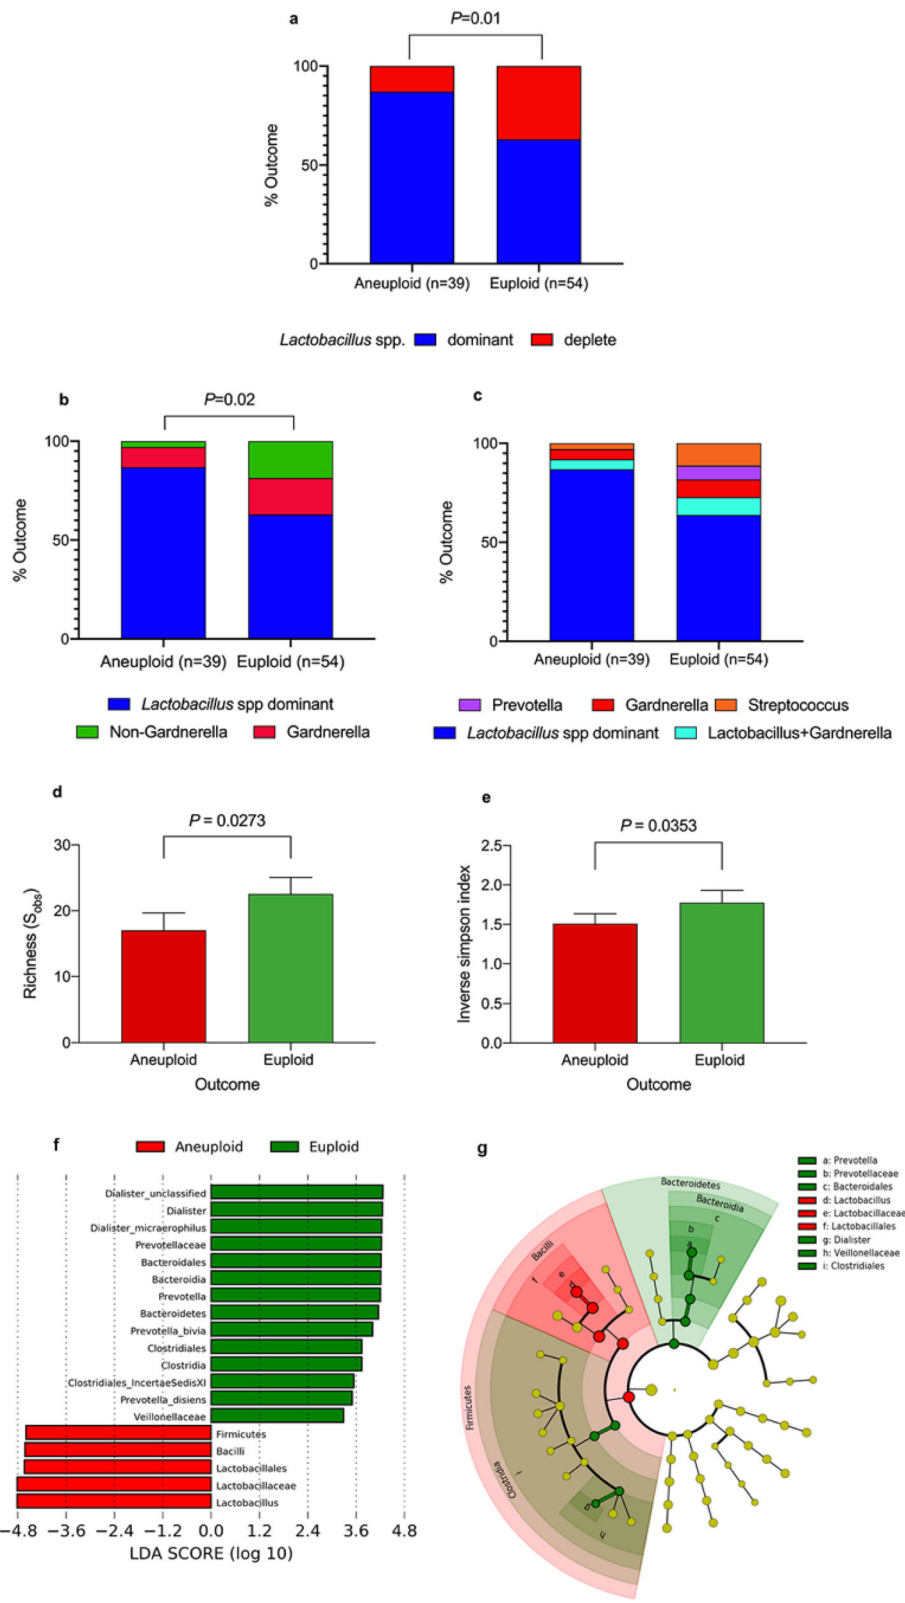 a
P=0.01
100
50
0
% Outcome
Aneuploid (n=39) Euploid (n=54)
Lactobacillus spp. dominant deplete
b
P=0.02
100
50
0
% Outcome
Aneuploid (n=39) Euploid (n=54)
Lactobacillus spp dominant
Non-Gardnerella Gardnerella
c
100
50
0
% Outcome
Aneuploid (n=39) Euploid (n=54)
Prevotella Gardnerella Streptococcus
Lactobacillus spp dominant Lactobacillus+Gardnerella
d
P = 0.0273
30
20
10
0
Richness (Sobs)
Aneuploid Euploid
Outcome
e
P = 0.0353
2.5
2.0
1.5
1.0
0.5
0.0
Inverse simpson index
Aneuploid Euploid
Outcome
f
Aneuploid Euploid
Dialister_unclassified
Dialister
Dialister_micraerophilus
Prevotellaceae
Bacteroidales
Bacteroidia
Prevotella
Bacteroidetes
Prevotella_bivia
Clostridiales
Clostridia
Clostridiales_IncertaeSedisXI
Prevotella_disiens
Veillonellaceae
Firmicutes
Bacilli
Lactobacillales
Lactobacillaceae
Lactobacillus
−4.8 −3.6 −2.4 −1.2 0.0 1.2 2.4 3.6 4.8
LDA SCORE (log 10)
g
a: Prevotella
b: Prevotellaceae
c: Bacteroidales
d: Lactobacillus
e: Lactobacillaceae
f: Lactobacillales
g: Dialister
h: Veillonellaceae
i: Clostridiales
Bacteroidetes
Bacteroidia
c
b
a
Bacilli
f
e
d
Firmicutes
Clostridia
i
g
h